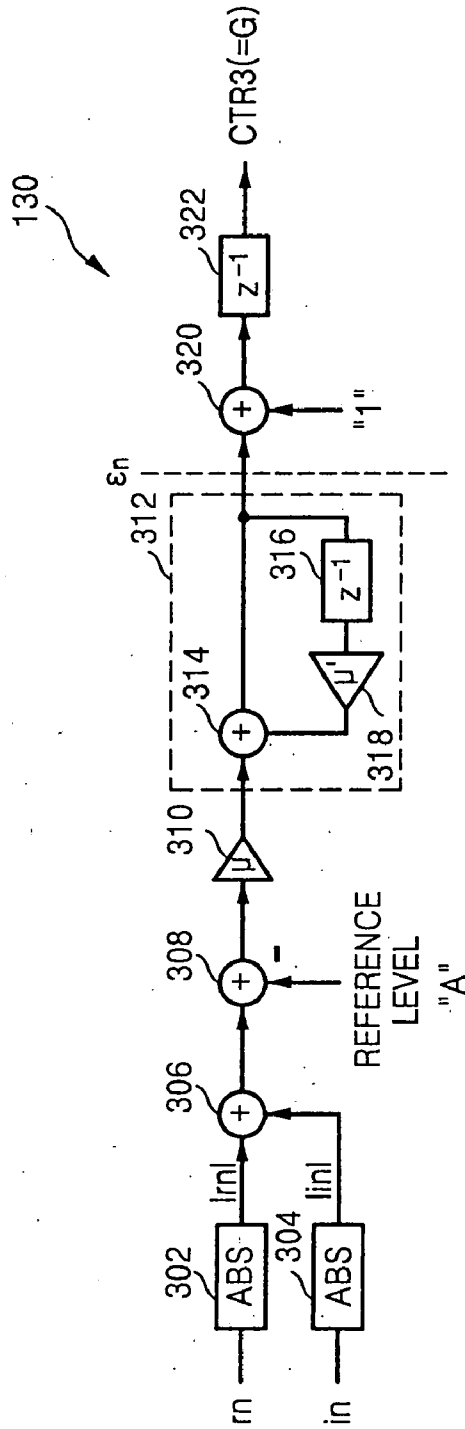 130
rn
302
ABS
|rn|
in
304
ABS
|in|
306
+
308
+
-
REFERENCE
LEVEL
"A"
310
μ
312
314
+
316
z⁻¹
μ'
318
εn
320
+
"1"
322
z⁻¹
CTR3(=G)